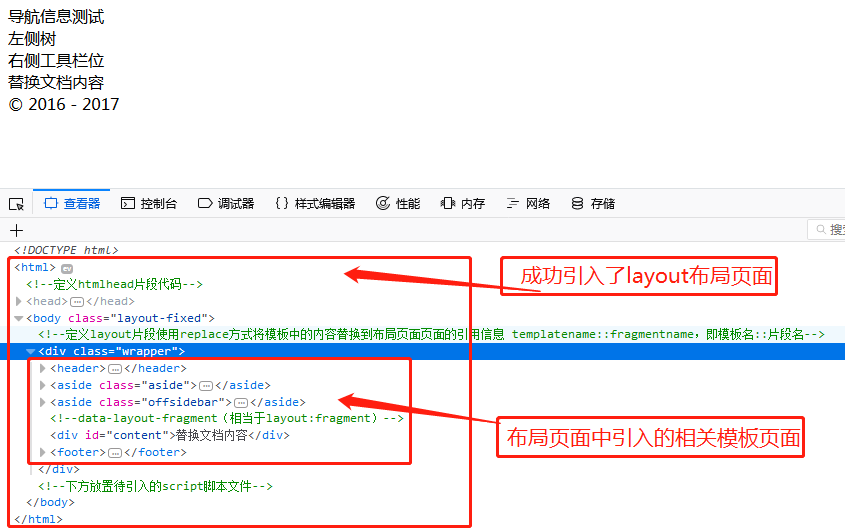 导航信息测试
左侧树
右侧工具栏位
替换文档内容
© 2016 - 2017
查看器 控制台 调试器 {} 样式编辑器 性能 内存 网络 存储
+ 搜
<!DOCTYPE html>
<html> ev
成功引入了layout布局页面
<!--定义htmlhead片段代码-->
<head>…</head>
<body class="layout-fixed">
<!--定义layout片段使用replace方式将模板中的内容替换到布局页面页面的引用信息 templatename::fragmentname，即模板名::片段名-->
<div class="wrapper">
<header>…</header>
<aside class="aside">…</aside>
<aside class="offsidebar">…</aside>
<!--data-layout-fragment（相当于layout:fragment）-->
<div id="content">替换文档内容</div>
布局页面中引入的相关模板页面
<footer>…</footer>
</div>
<!--下方放置待引入的script脚本文件-->
</body>
</html>